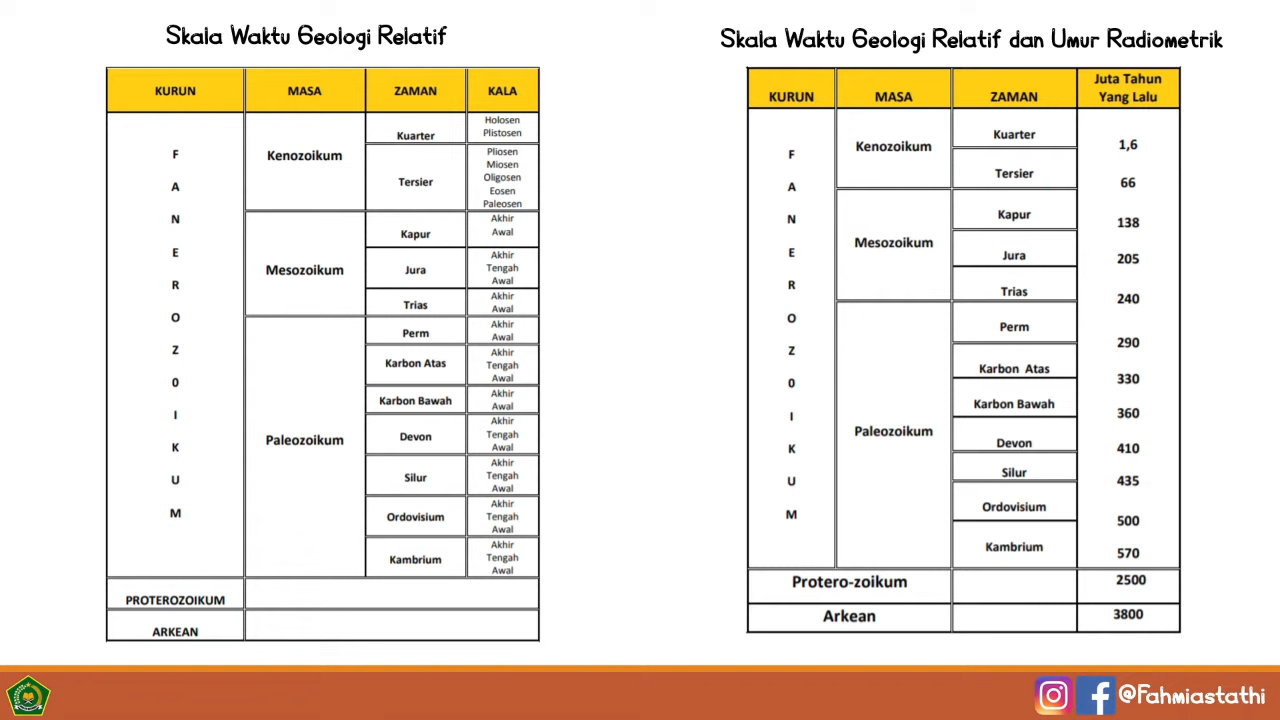 Skala Waktu Geologi Relatif
KURUN MASA ZAMAN KALA
F
A
N
E
R
O
Z
0
I
K
U
M
Kenozoikum
Kuarter
Holosen
Plistosen
Tersier
Pliosen
Miosen
Oligosen
Eosen
Paleosen
Mesozoikum
Kapur
Akhir
Awal
Jura
Akhir
Tengah
Awal
Trias
Akhir
Awal
Paleozoikum
Perm
Akhir
Awal
Karbon Atas
Akhir
Tengah
Awal
Karbon Bawah
Akhir
Awal
Devon
Akhir
Tengah
Awal
Silur
Akhir
Tengah
Awal
Ordovisium
Akhir
Tengah
Awal
Kambrium
Akhir
Tengah
Awal
PROTEROZOIKUM
ARKEAN
Skala Waktu Geologi Relatif dan Umur Radiometrik
KURUN MASA ZAMAN Juta Tahun
Yang Lalu
F
A
N
E
R
O
Z
0
I
K
U
M
Kenozoikum
Kuarter
1,6
Tersier
66
Mesozoikum
Kapur
138
Jura
205
Trias
240
Paleozoikum
Perm
290
Karbon Atas
330
Karbon Bawah
360
Devon
410
Silur
435
Ordovisium
500
Kambrium
570
Protero-zoikum 2500
Arkean 3800
@Fahmiastathi